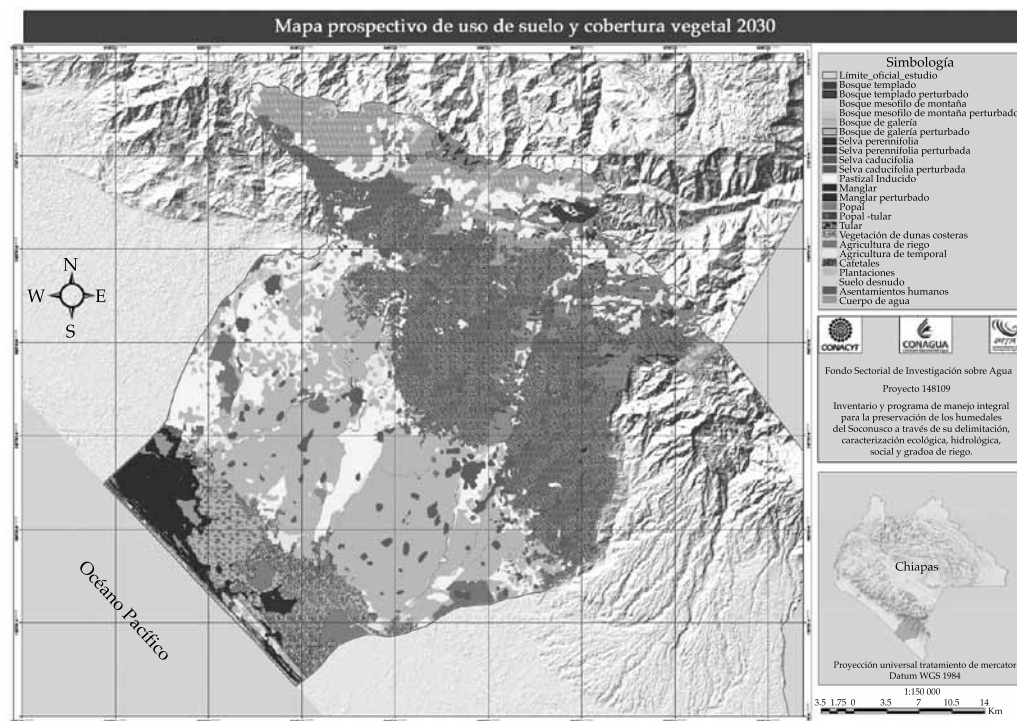 Mapa prospectivo de uso de suelo y cobertura vegetal 2030
Simbología
Límite_oficial_estudio
Bosque templado
Bosque templado perturbado
Bosque mesofilo de montaña
Bosque mesofilo de montaña perturbado
Bosque de galería
Bosque de galería perturbado
Selva perennifolia
Selva perennifolia perturbada
Selva caducifolia
Selva caducifolia perturbada
Pastizal Inducido
Manglar
Manglar perturbado
Popal
Popal -tular
Tular
Vegetación de dunas costeras
Agricultura de riego
Agricultura de temporal
Cafetales
Plantaciones
Suelo desnudo
Asentamientos humanos
Cuerpo de agua
N
W
E
S
Océano Pacífico
CONACYT
CONAGUA
Fondo Sectorial de Investigación sobre Agua
Proyecto 148109
Inventario y programa de manejo integral
para la preservación de los humedales
del Soconusco a través de su delimitación,
caracterización ecológica, hidrológica,
social y gradoa de riego.
Chiapas
Proyección universal tratamiento de mercator
Datum WGS 1984
1:150 000
3.5 1.75 0 3.5 7 10.5 14
Km